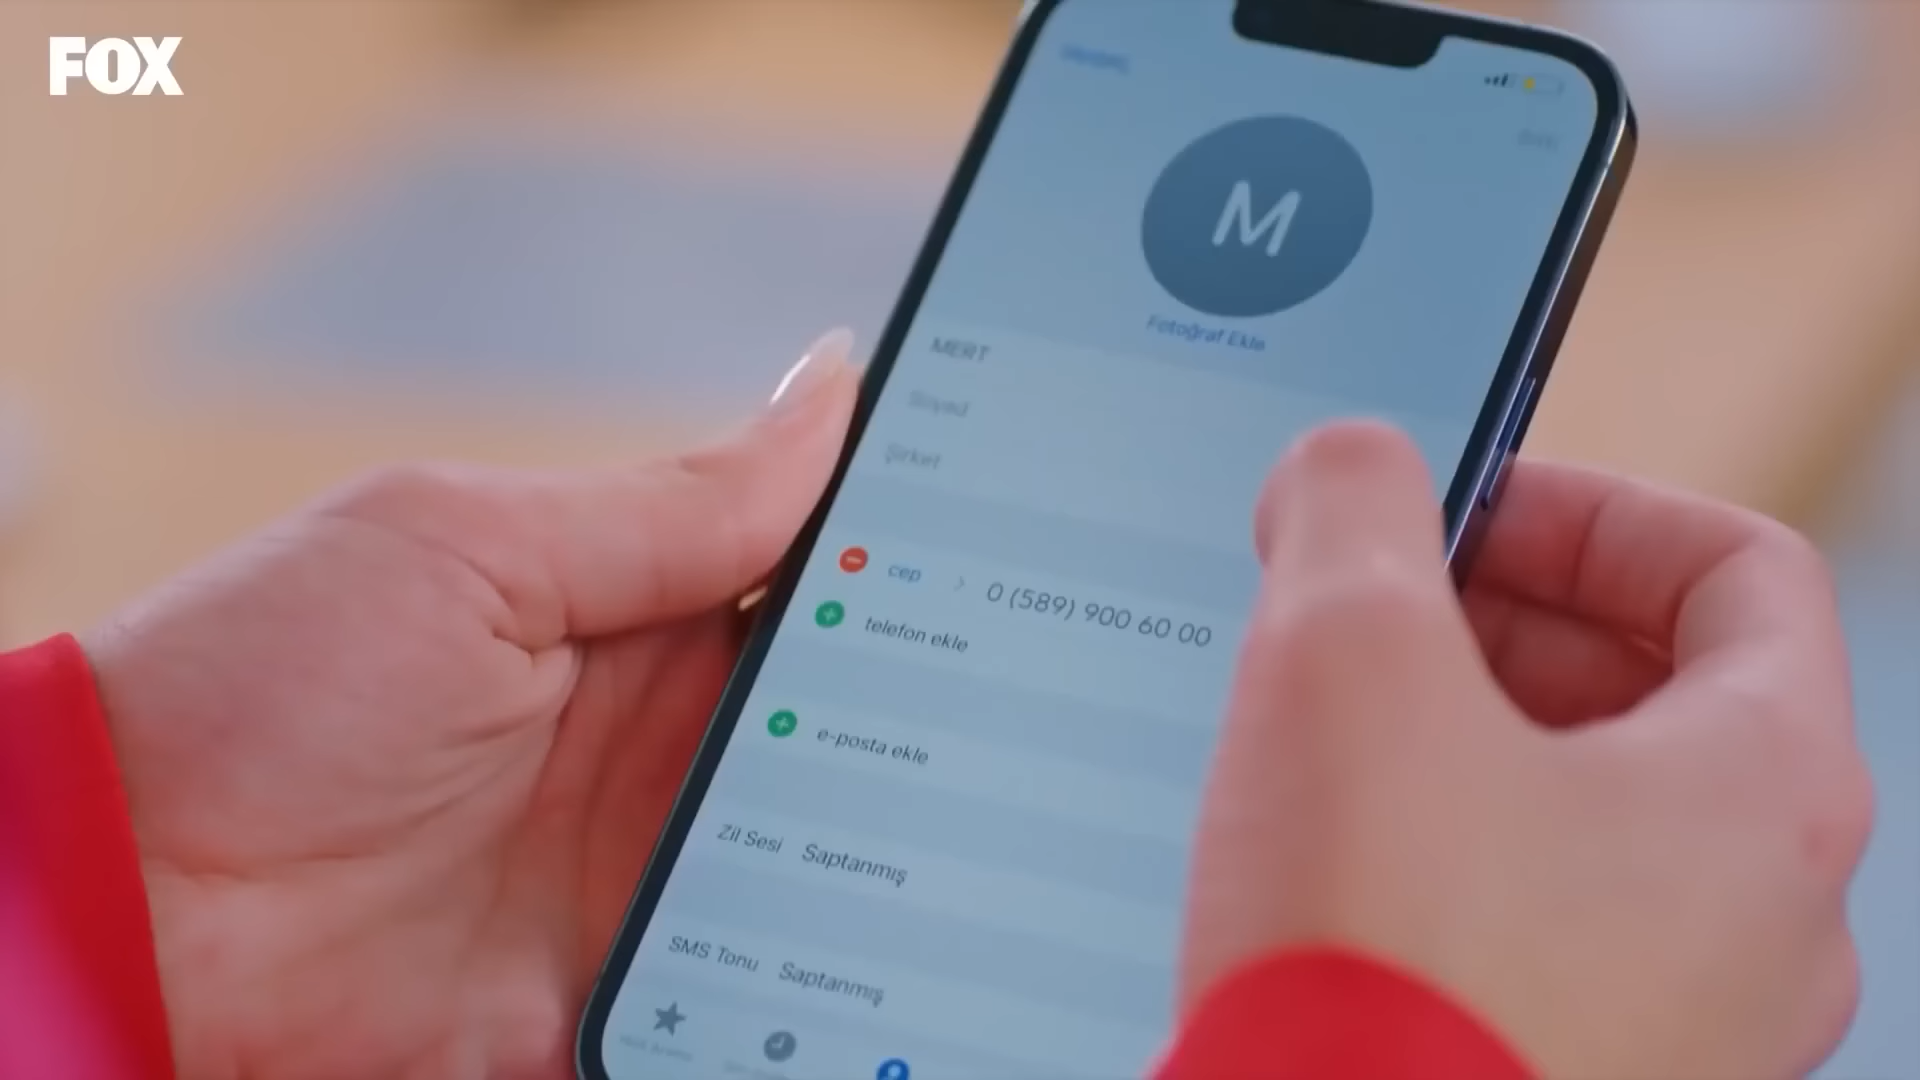 FOX
M
Fotoğraf Ekle
MERT
Soyad
Şirket
cep > 0 (589) 900 60 00
telefon ekle
e-posta ekle
Zil Sesi Saptanmış
SMS Tonu Saptanmış